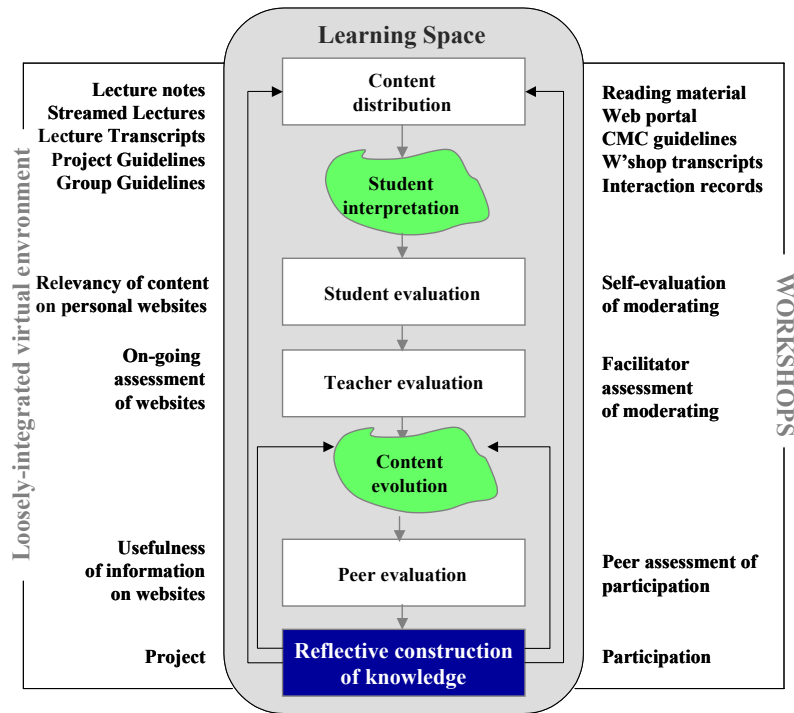 Learning Space
Loosely-integrated virtual environment
Lecture notes
Streamed Lectures
Lecture Transcripts
Project Guidelines
Group Guidelines
Content
distribution
Reading material
Web portal
CMC guidelines
W'shop transcripts
Interaction records
Student
interpretation
Relevancy of content
on personal websites
Student evaluation
Self-evaluation
of moderating
On-going
assessment
of websites
Teacher evaluation
Facilitator
assessment
of moderating
Content
evolution
Usefulness
of information
on websites
Peer evaluation
Peer assessment of
participation
Project
Reflective construction
of knowledge
Participation
WORKSHOPS